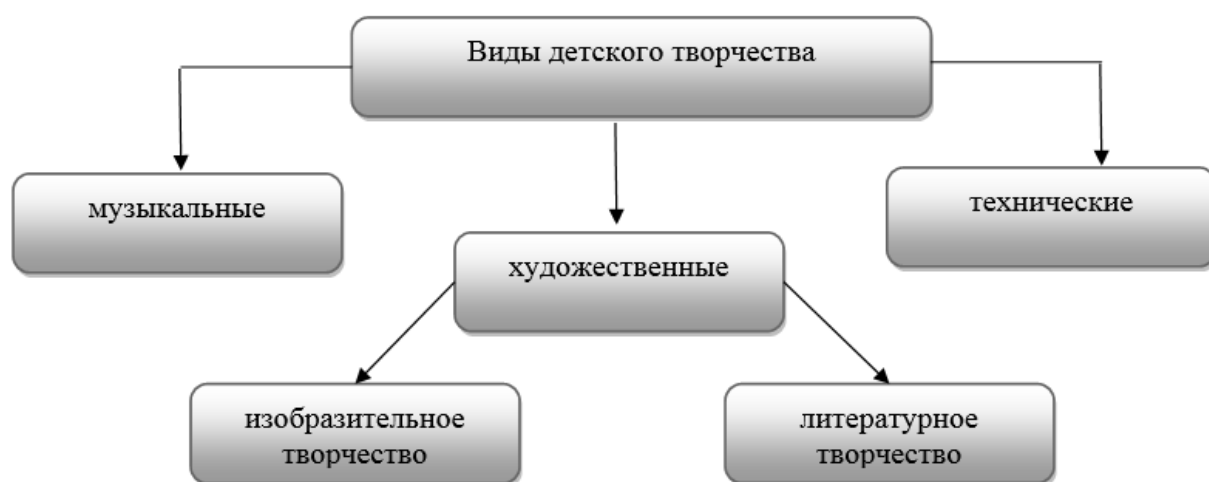 Виды детского творчества
музыкальные
технические
художественные
изобразительное
творчество
литературное
творчество